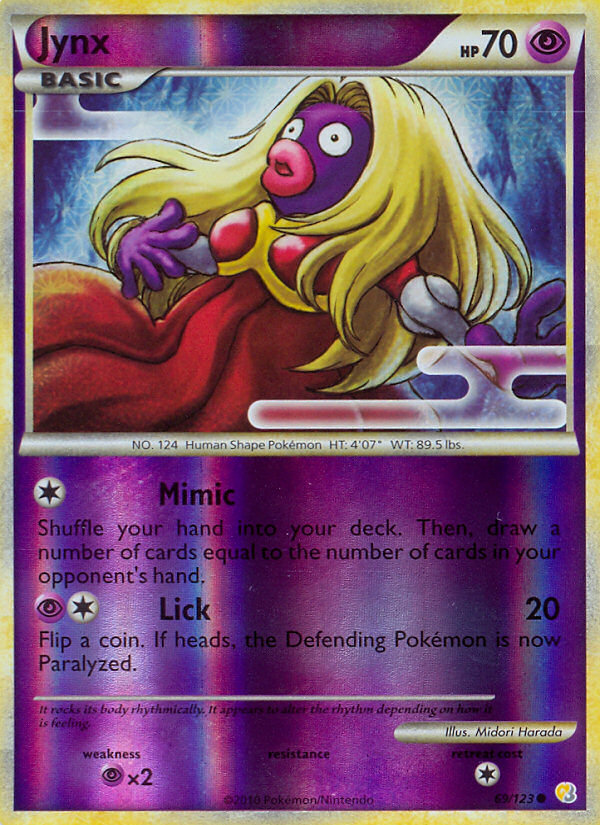 Jynx HP 70
BASIC
NO. 124 Human Shape Pokémon HT: 4'07" WT: 89.5 lbs.
Mimic
Shuffle your hand into your deck. Then, draw a
number of cards equal to the number of cards in your
opponent's hand.
Lick 20
Flip a coin. If heads, the Defending Pokémon is now
Paralyzed.
It rocks its body rhythmically. It appears to alter the rhythm depending on how it
is feeling.
Illus. Midori Harada
weakness resistance retreat cost
×2
©2010 Pokémon/Nintendo 69/123